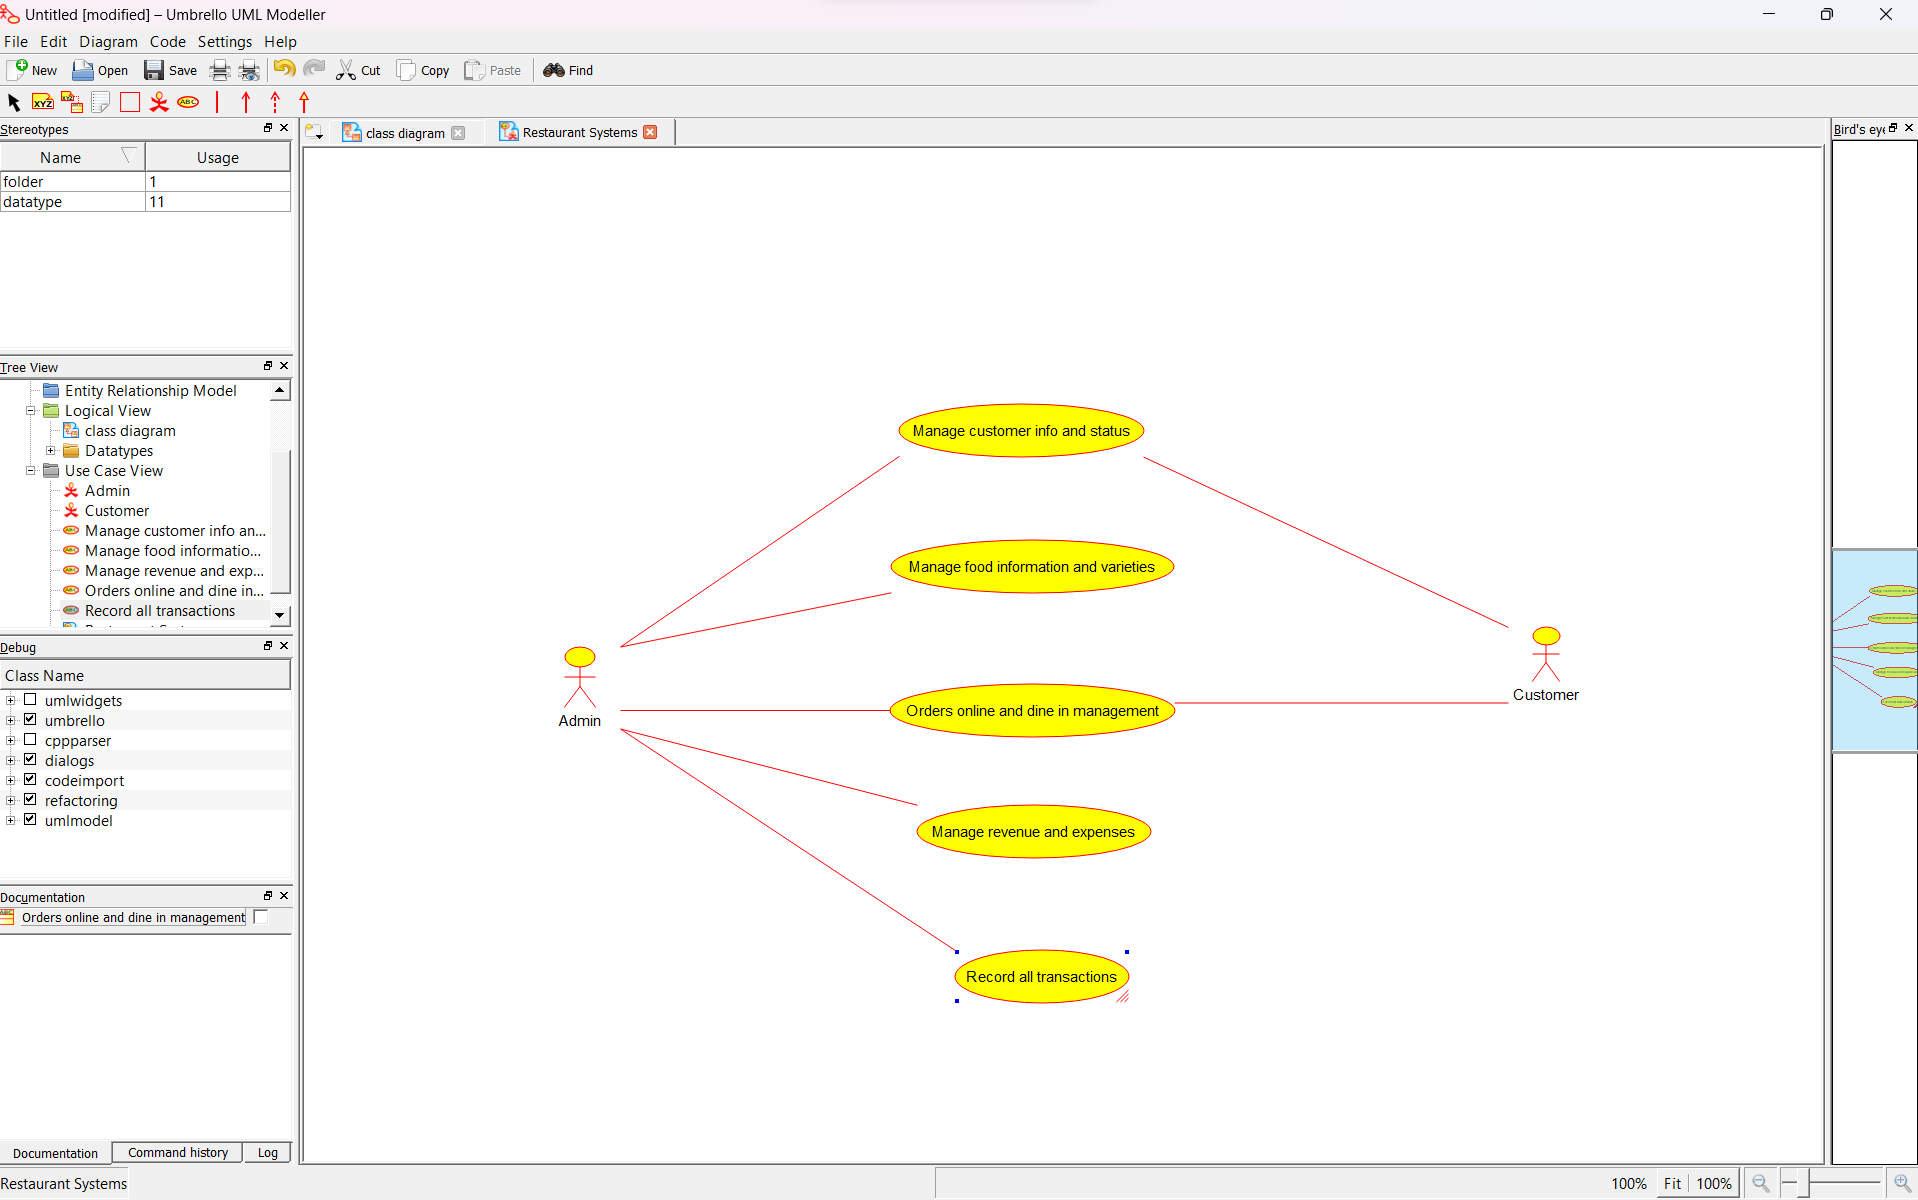 Untitled [modified] – Umbrello UML Modeller
File Edit Diagram Code Settings Help
New Open Save Cut Copy Paste Find
XYZ ABC
Stereotypes
class diagram Restaurant Systems
Bird's eye
Name Usage
folder 1
datatype 11
Tree View
Entity Relationship Model
Logical View
class diagram
Datatypes
Use Case View
Admin
Customer
Manage customer info an...
Manage food informatio...
Manage revenue and exp...
Orders online and dine in...
Record all transactions
Debug
Class Name
umlwidgets
umbrello
cppparser
dialogs
codeimport
refactoring
umlmodel
Documentation
Orders online and dine in management
Documentation Command history Log
Manage customer info and status
Manage food information and varieties
Admin
Customer
Orders online and dine in management
Manage revenue and expenses
Record all transactions
Restaurant Systems
100% Fit 100%